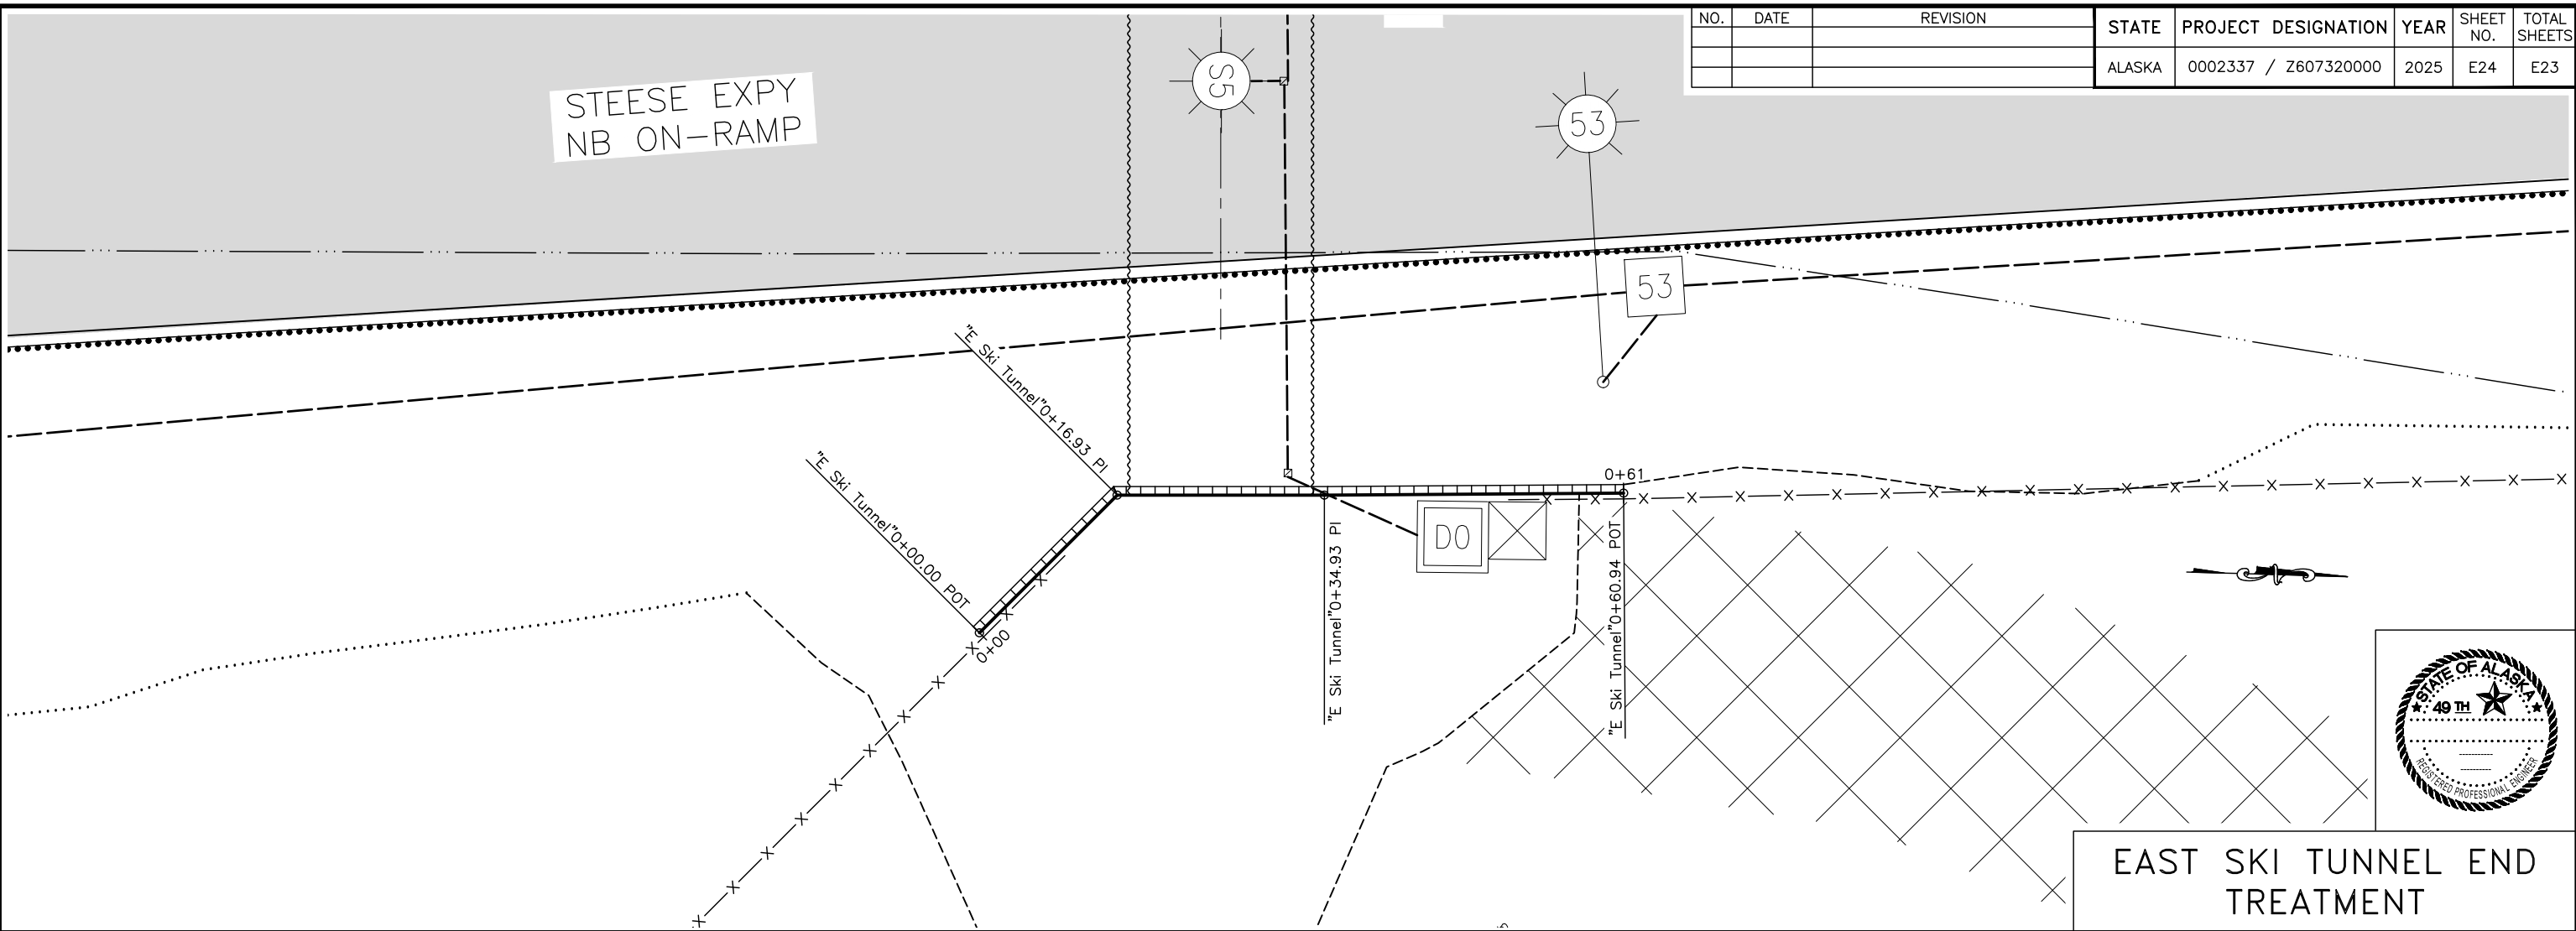 NO. DATE REVISION
STATE PROJECT DESIGNATION YEAR SHEET NO. TOTAL SHEETS
ALASKA 0002337 / Z607320000 2025 E24 E23
STEESE EXPY
NB ON-RAMP
S5
53
53
"E Ski Tunnel"0+16.93 PI
"E Ski Tunnel"0+00.00 POT
0+00
0+61
DO
"E Ski Tunnel"0+34.93 PI
"E Ski Tunnel"0+60.94 POT
STATE OF ALASKA
49 TH
REGISTERED PROFESSIONAL ENGINEER
EAST SKI TUNNEL END
TREATMENT